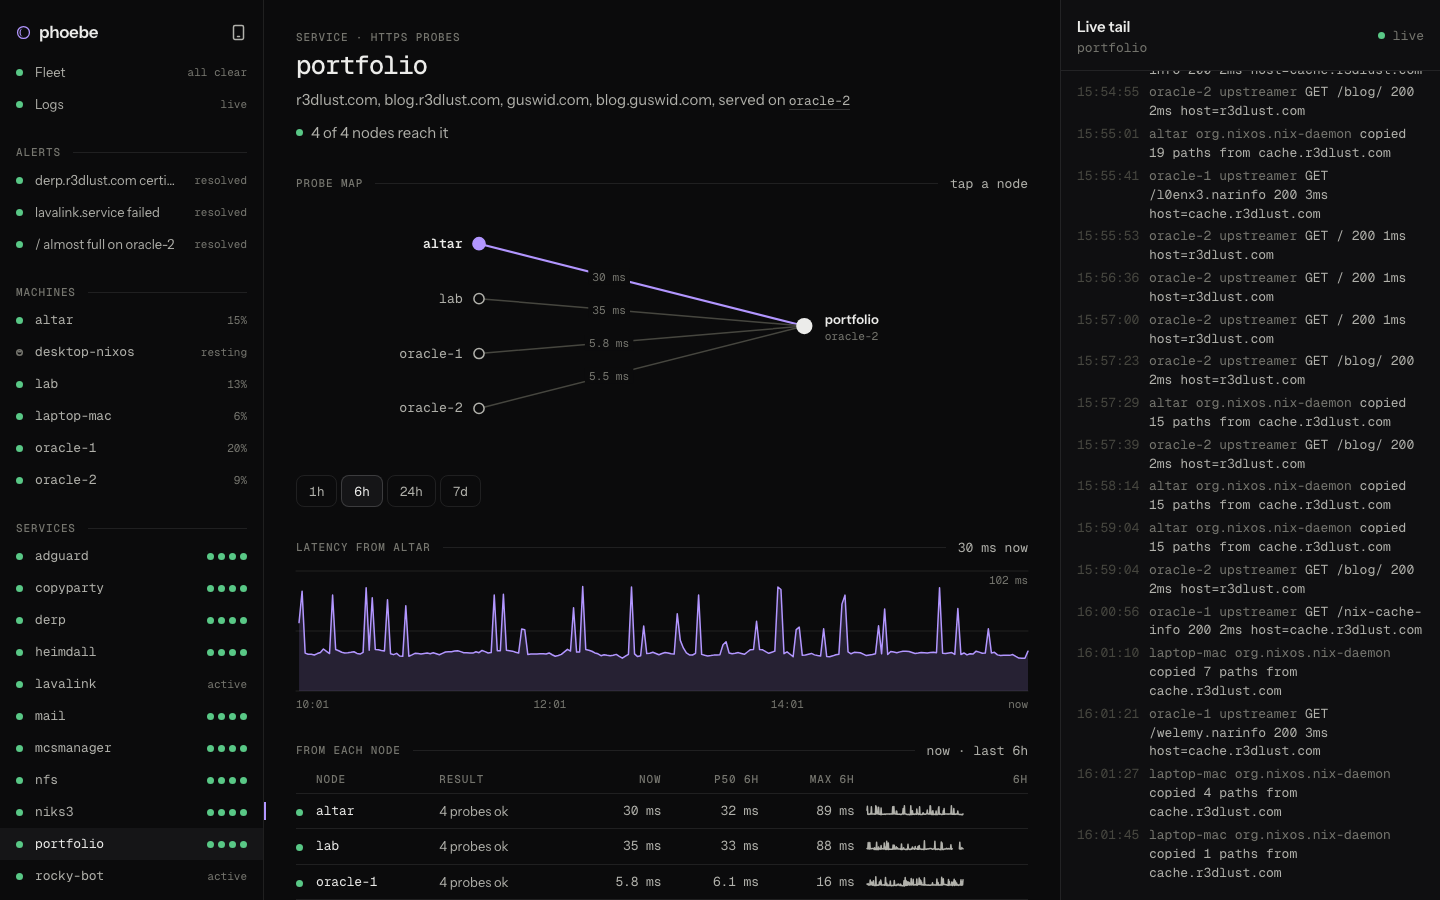 phoebe
Fleet all clear
Logs live
ALERTS
derp.r3dlust.com certi... resolved
lavalink.service failed resolved
/ almost full on oracle-2 resolved
MACHINES
altar 15%
desktop-nixos resting
lab 13%
laptop-mac 6%
oracle-1 20%
oracle-2 9%
SERVICES
adguard
copyparty
derp
heimdall
lavalink active
mail
mcsmanager
nfs
niks3
portfolio
rocky-bot active
SERVICE · HTTPS PROBES
portfolio
r3dlust.com, blog.r3dlust.com, guswid.com, blog.guswid.com, served on oracle-2
4 of 4 nodes reach it
PROBE MAP tap a node
altar
30 ms
lab
35 ms
portfolio
oracle-2
5.8 ms
oracle-1
5.5 ms
oracle-2
1h 6h 24h 7d
LATENCY FROM ALTAR 30 ms now
102 ms
10:01 12:01 14:01 now
FROM EACH NODE now · last 6h
NODE RESULT NOW P50 6H MAX 6H 6H
altar 4 probes ok 30 ms 32 ms 89 ms
lab 4 probes ok 35 ms 33 ms 88 ms
oracle-1 4 probes ok 5.8 ms 6.1 ms 16 ms
Live tail
portfolio live
info 200 2ms host=cache.r3dlust.com
15:54:55 oracle-2 upstreamer GET /blog/ 200
2ms host=r3dlust.com
15:55:01 altar org.nixos.nix-daemon copied
19 paths from cache.r3dlust.com
15:55:41 oracle-1 upstreamer GET
/l0enx3.narinfo 200 3ms
host=cache.r3dlust.com
15:55:53 oracle-2 upstreamer GET / 200 1ms
host=r3dlust.com
15:56:36 oracle-2 upstreamer GET / 200 1ms
host=r3dlust.com
15:57:00 oracle-2 upstreamer GET / 200 1ms
host=r3dlust.com
15:57:23 oracle-2 upstreamer GET /blog/ 200
2ms host=r3dlust.com
15:57:29 altar org.nixos.nix-daemon copied
15 paths from cache.r3dlust.com
15:57:39 oracle-2 upstreamer GET /blog/ 200
2ms host=r3dlust.com
15:58:14 altar org.nixos.nix-daemon copied
15 paths from cache.r3dlust.com
15:59:04 altar org.nixos.nix-daemon copied
15 paths from cache.r3dlust.com
15:59:04 oracle-2 upstreamer GET /blog/ 200
2ms host=r3dlust.com
16:00:56 oracle-1 upstreamer GET /nix-cache-
info 200 2ms host=cache.r3dlust.com
16:01:10 laptop-mac org.nixos.nix-daemon
copied 7 paths from
cache.r3dlust.com
16:01:21 oracle-1 upstreamer GET
/welemy.narinfo 200 3ms
host=cache.r3dlust.com
16:01:27 laptop-mac org.nixos.nix-daemon
copied 4 paths from
cache.r3dlust.com
16:01:45 laptop-mac org.nixos.nix-daemon
copied 1 paths from
cache.r3dlust.com